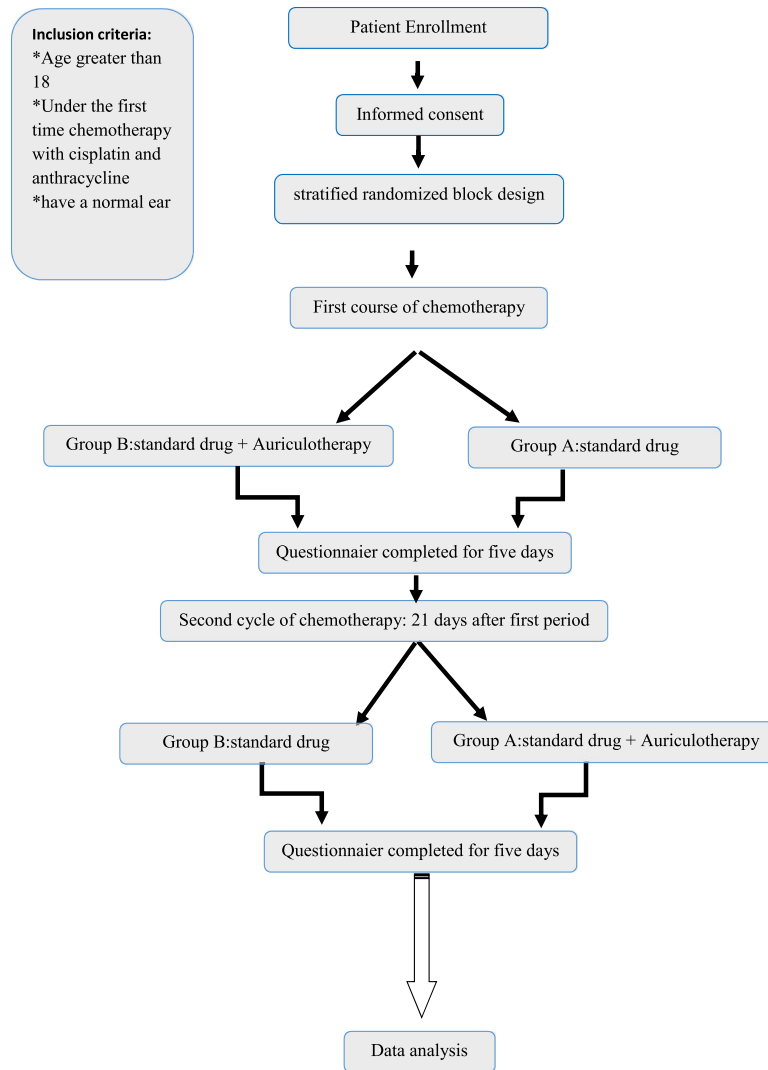 Inclusion criteria:
*Age greater than
18
*Under the first
time chemotherapy
with cisplatin and
anthracycline
*have a normal ear
Patient Enrollment
Informed consent
stratified randomized block design
First course of chemotherapy
Group B:standard drug + Auriculotherapy
Group A:standard drug
Questionnaier completed for five days
Second cycle of chemotherapy: 21 days after first period
Group B:standard drug
Group A:standard drug + Auriculotherapy
Questionnaier completed for five days
Data analysis